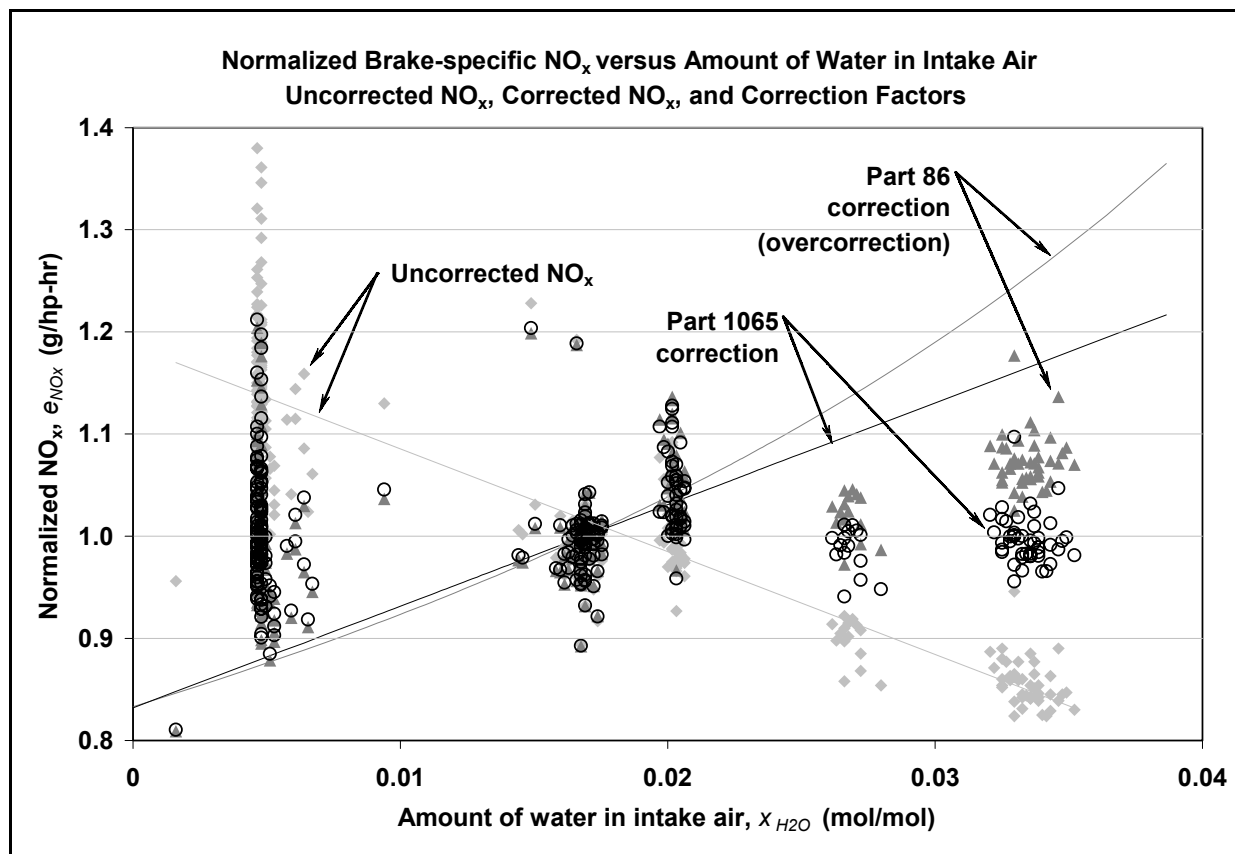 Normalized Brake-specific NOx versus Amount of Water in Intake Air
Uncorrected NOx, Corrected NOx, and Correction Factors
Normalized NOx, eNOx (g/hp-hr)
1.4
1.3
1.2
1.1
1.0
0.9
0.8
Part 86
correction
(overcorrection)
Uncorrected NOx
Part 1065
correction
0
0.01
0.02
0.03
0.04
Amount of water in intake air, xH2O (mol/mol)